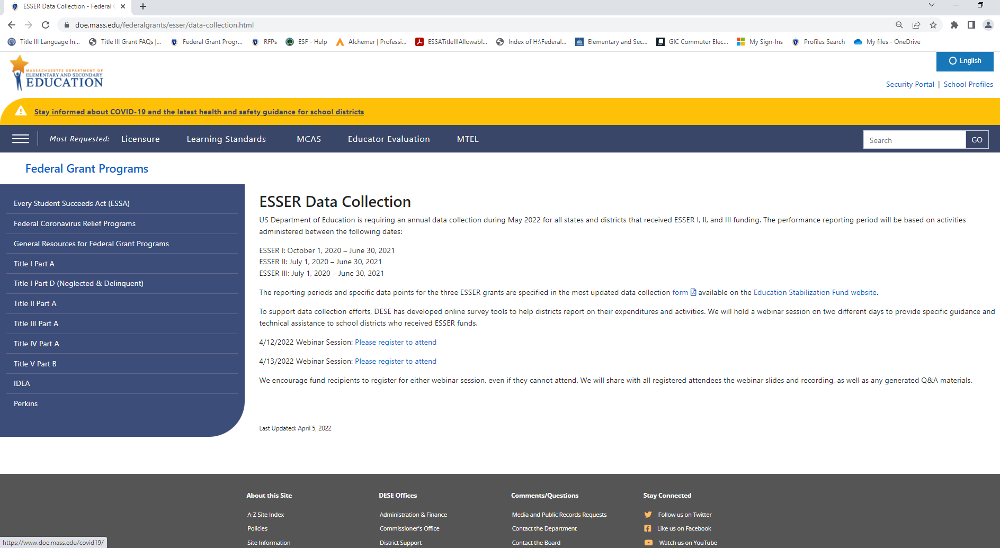 ESSER Data Collection - Federal G
doe.mass.edu/federalgrants/esser/data-collection.html
Title III Language In...
Title III Grant FAQs |...
Federal Grant Progr...
RFPs
ESF - Help
Alchemer | Professi...
ESSATitleIIIAllowabl...
Index of H:\Federal...
Elementary and Sec...
GIC Commuter Elec...
My Sign-Ins
Profiles Search
My files - OneDrive
MASSACHUSETTS DEPARTMENT OF
ELEMENTARY AND SECONDARY
EDUCATION
English
Security Portal | School Profiles
Stay informed about COVID-19 and the latest health and safety guidance for school districts
Most Requested: Licensure Learning Standards MCAS Educator Evaluation MTEL
Search GO
Federal Grant Programs
Every Student Succeeds Act (ESSA)
Federal Coronavirus Relief Programs
General Resources for Federal Grant Programs
Title I Part A
Title I Part D (Neglected & Delinquent)
Title II Part A
Title III Part A
Title IV Part A
Title V Part B
IDEA
Perkins
ESSER Data Collection
US Department of Education is requiring an annual data collection during May 2022 for all states and districts that received ESSER I, II, and III funding. The performance reporting period will be based on activities
administered between the following dates:
ESSER I: October 1, 2020 – June 30, 2021
ESSER II: July 1, 2020 – June 30, 2021
ESSER III: July 1, 2020 – June 30, 2021
The reporting periods and specific data points for the three ESSER grants are specified in the most updated data collection form available on the Education Stabilization Fund website.
To support data collection efforts, DESE has developed online survey tools to help districts report on their expenditures and activities. We will hold a webinar session on two different days to provide specific guidance and
technical assistance to school districts who received ESSER funds.
4/12/2022 Webinar Session: Please register to attend
4/13/2022 Webinar Session: Please register to attend
We encourage fund recipients to register for either webinar session, even if they cannot attend. We will share with all registered attendees the webinar slides and recording, as well as any generated Q&A materials.
Last Updated: April 5, 2022
About this Site
A-Z Site Index
Policies
Site Information
DESE Offices
Administration & Finance
Commissioner's Office
District Support
Comments/Questions
Media and Public Records Requests
Contact the Department
Contact the Board
Stay Connected
Follow us on Twitter
Like us on Facebook
Watch us on YouTube
https://www.doe.mass.edu/covid19/